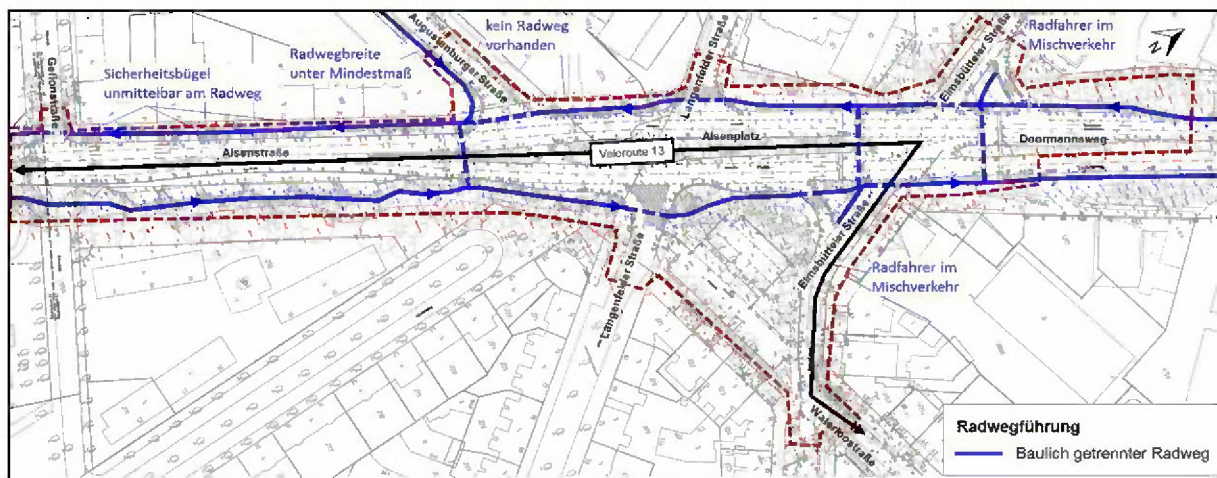 Gefionstraße
Sicherheitsbügel
unmittelbar am Radweg
Radwegbreite
unter Mindestmaß
Augustenburger Straße
kein Radweg
vorhanden
Langenfelder Straße
Eimsbütteler Straße
Radfahrer im
Mischverkehr
N
Alsenstraße
Veloroute 13
Alsenplatz
Doormannsweg
Langenfelder Straße
Eimsbütteler Straße
Radfahrer im
Mischverkehr
Waterloostraße
Radwegführung
Baulich getrennter Radweg